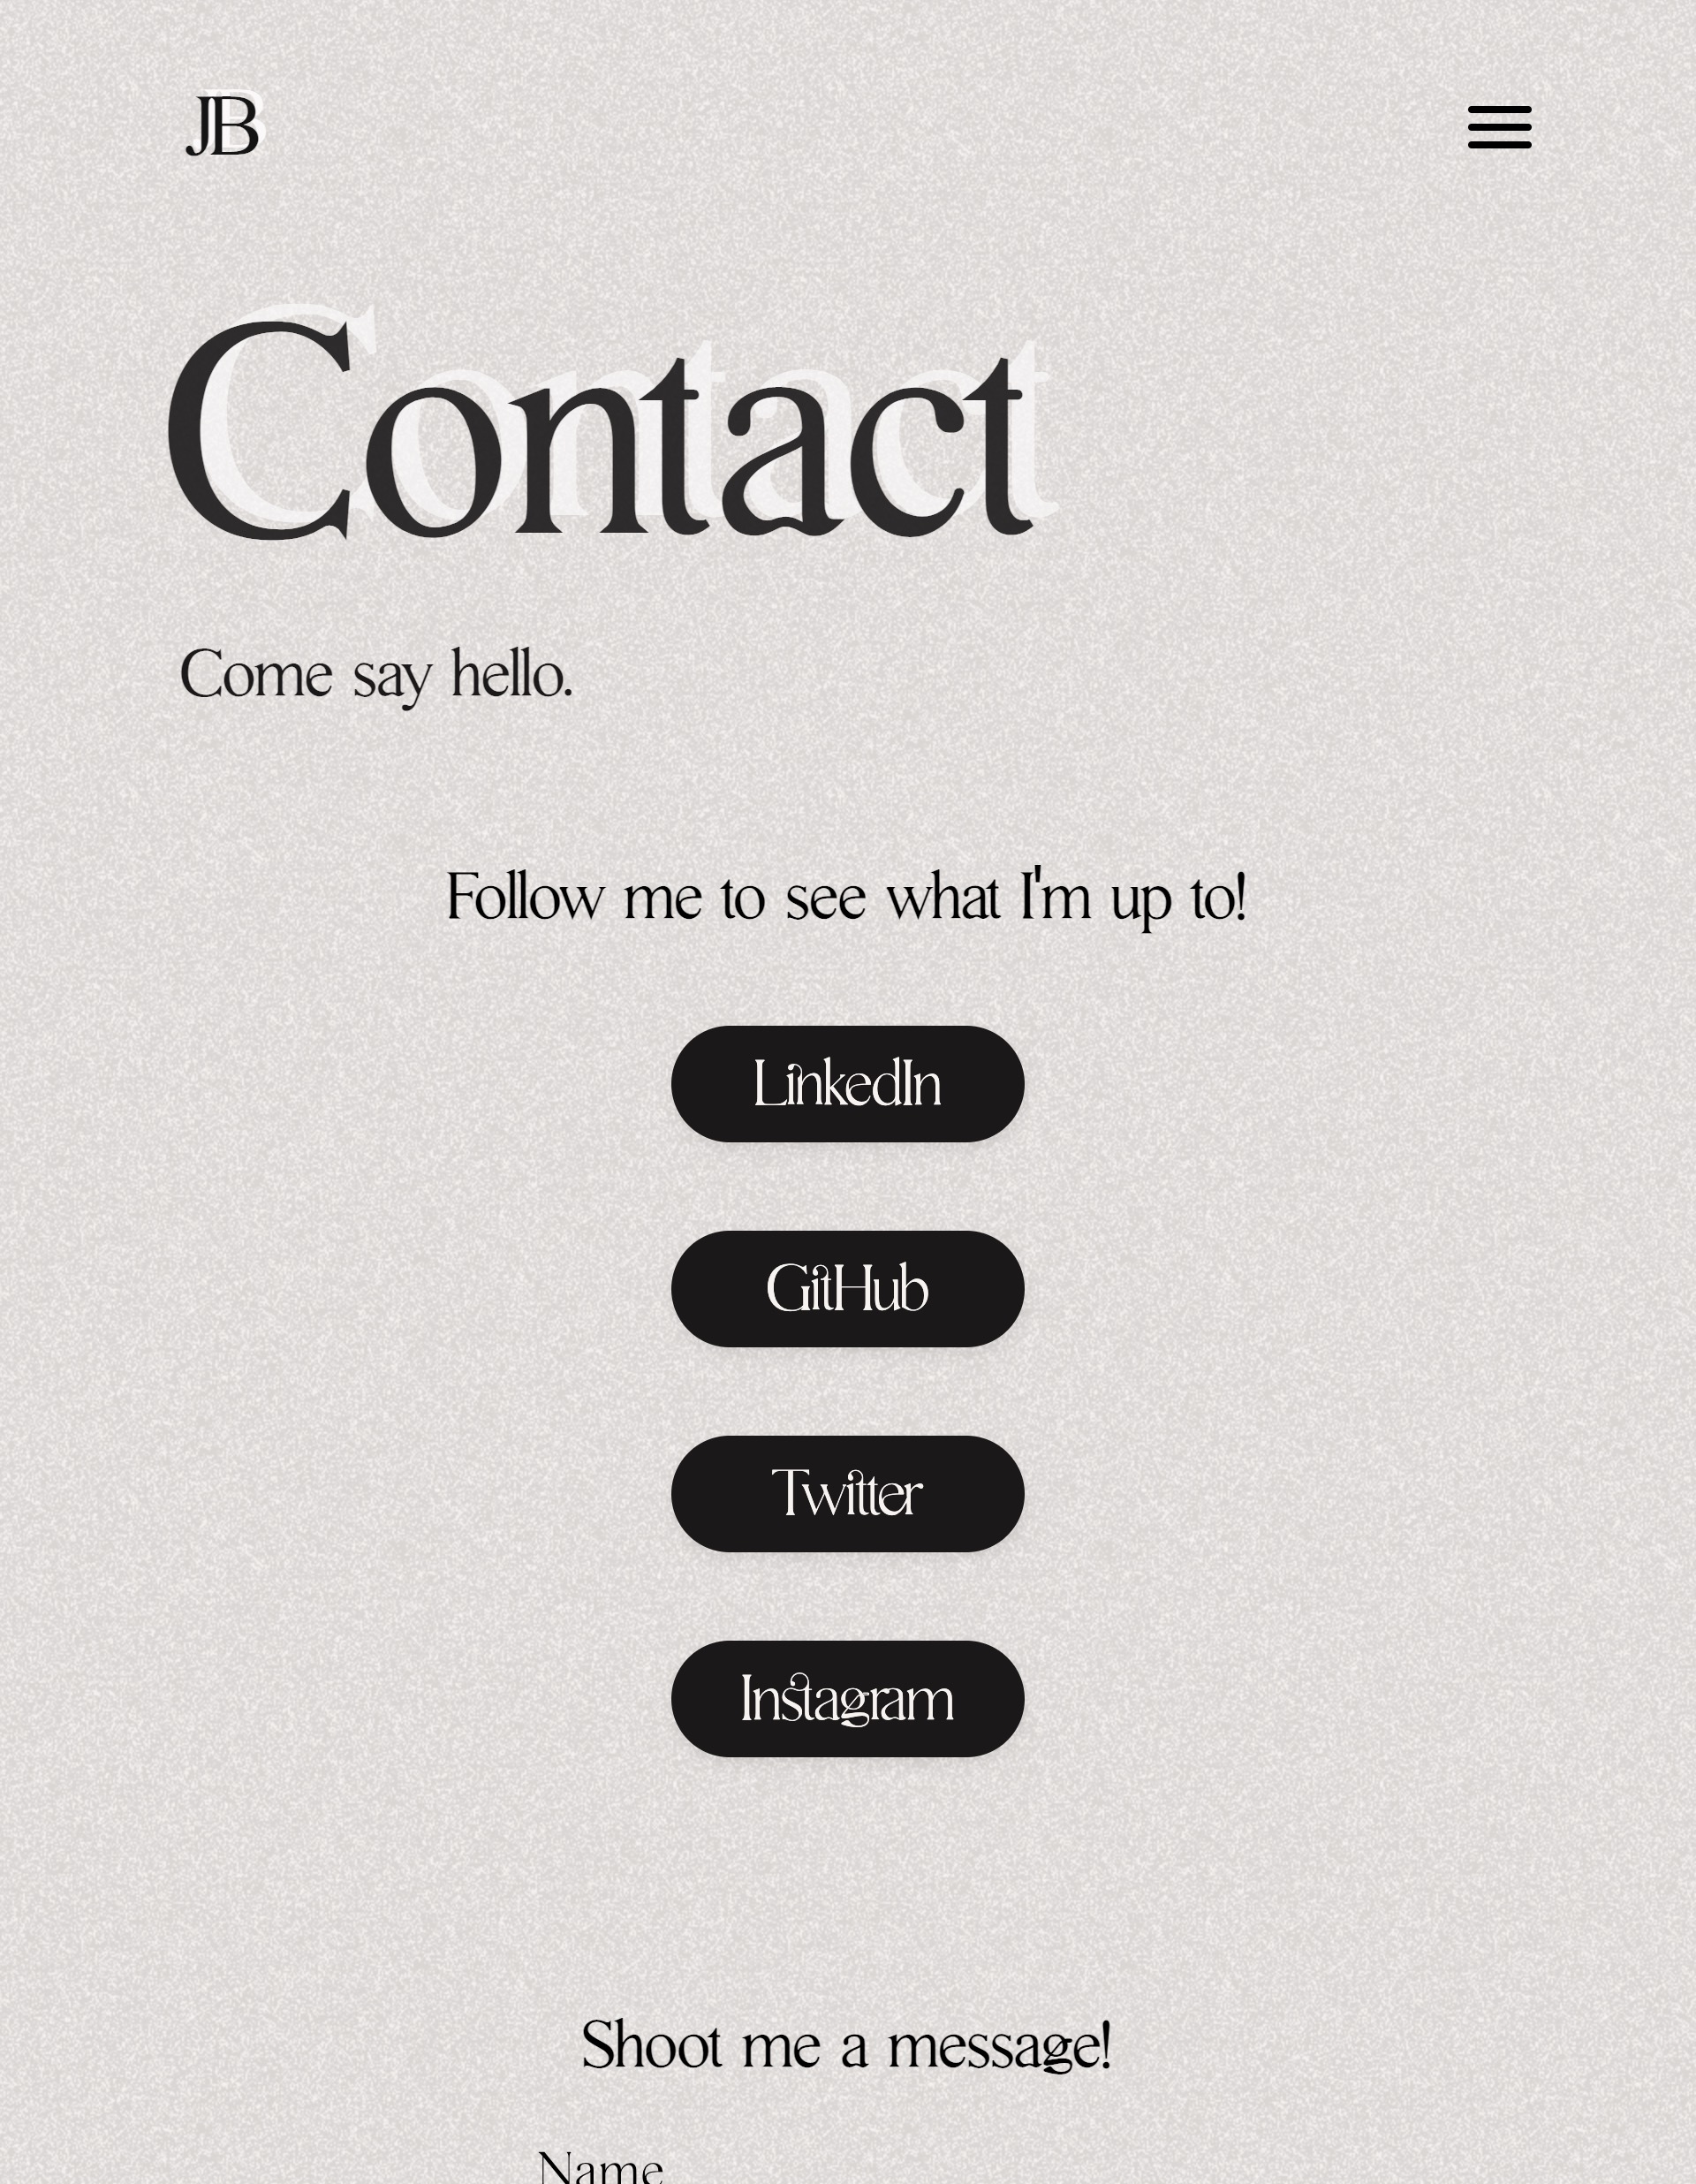 JB
Contact
Come say hello.
Follow me to see what I'm up to!
LinkedIn
GitHub
Twitter
Instagram
Shoot me a message!
Name